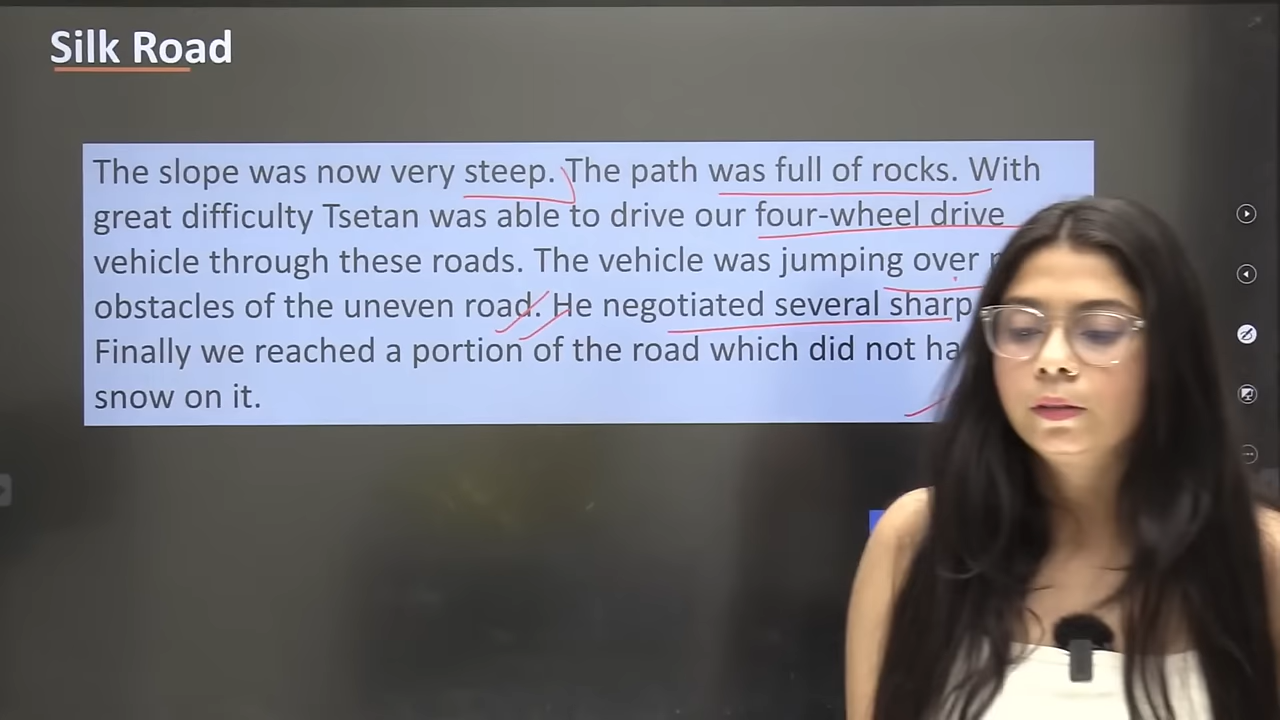 Silk Road
The slope was now very steep. The path was full of rocks. With
great difficulty Tsetan was able to drive our four-wheel drive
vehicle through these roads. The vehicle was jumping over
obstacles of the uneven road. He negotiated several sharp
Finally we reached a portion of the road which did not
snow on it.